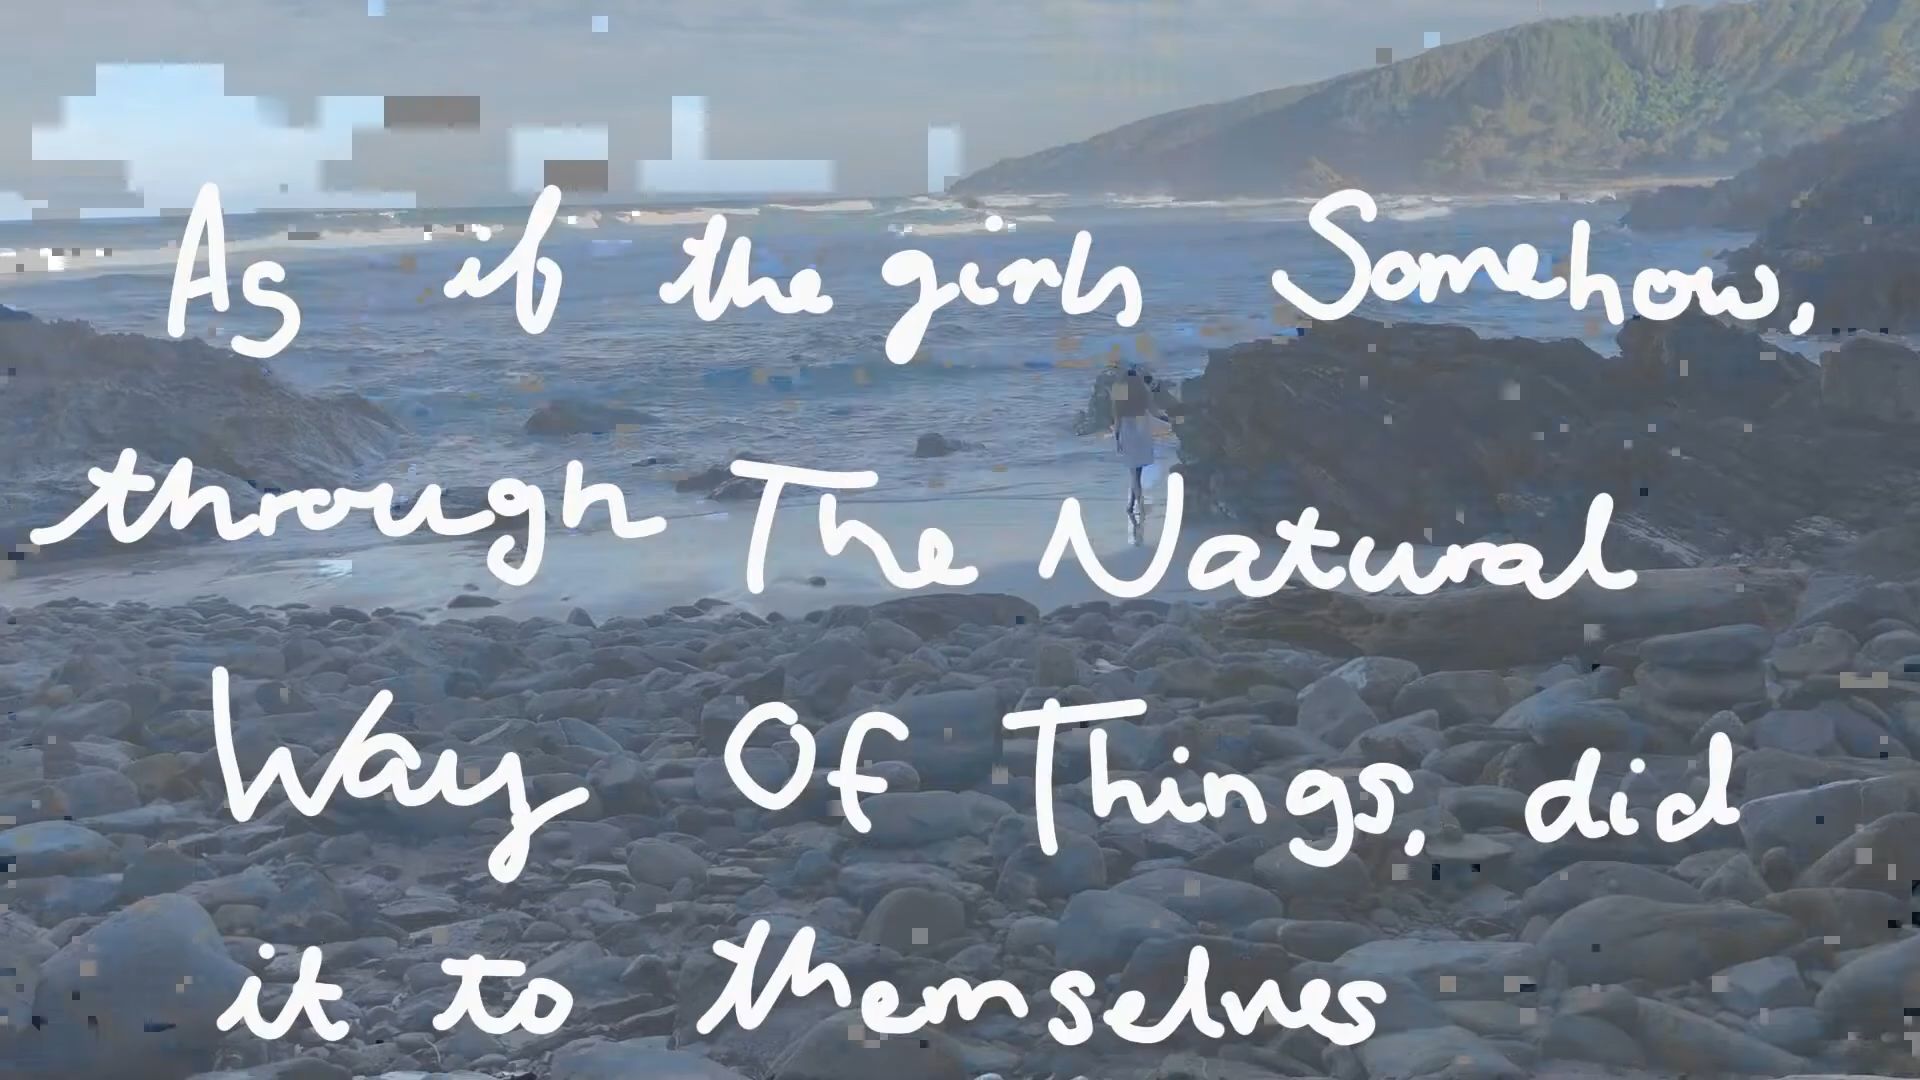 As if the girls Somehow,
through The Natural
Way Of Things, did
it to themselves